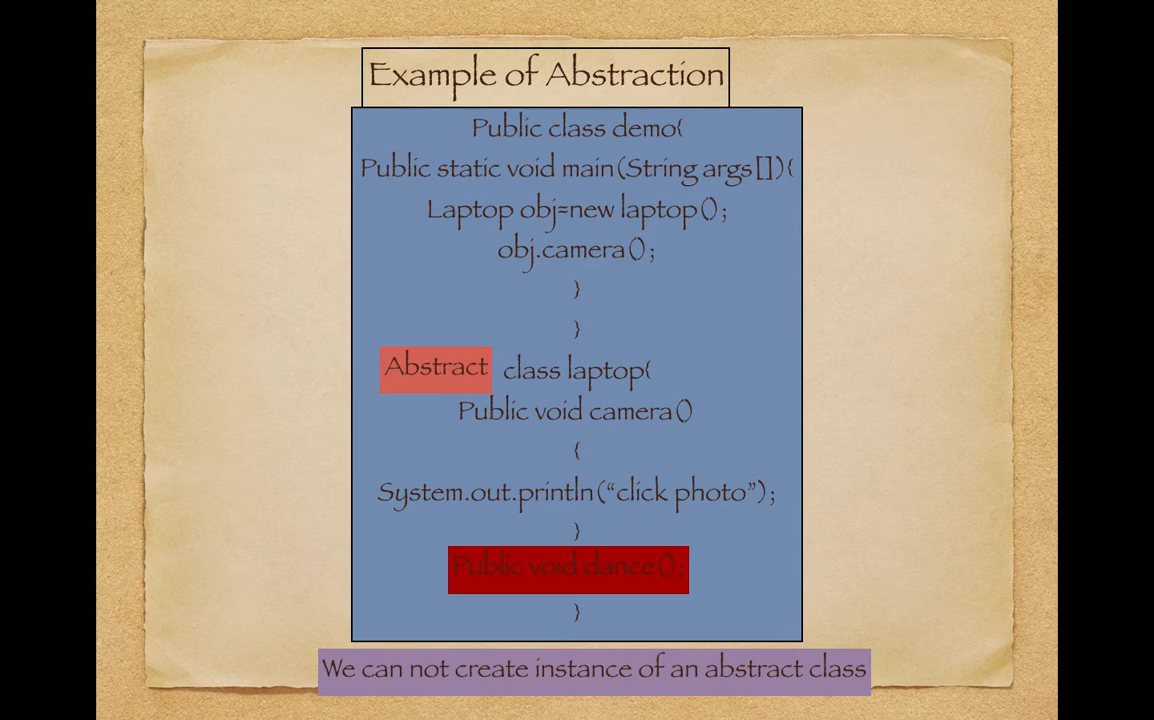 Example of Abstraction
Public class demo{
Public static void main(String args[]){
Laptop obj=new laptop();
obj.camera();
}
}
Abstract class laptop{
Public void camera()
{
System.out.println(“click photo”);
}
Public void dance();
}
We can not create instance of an abstract class